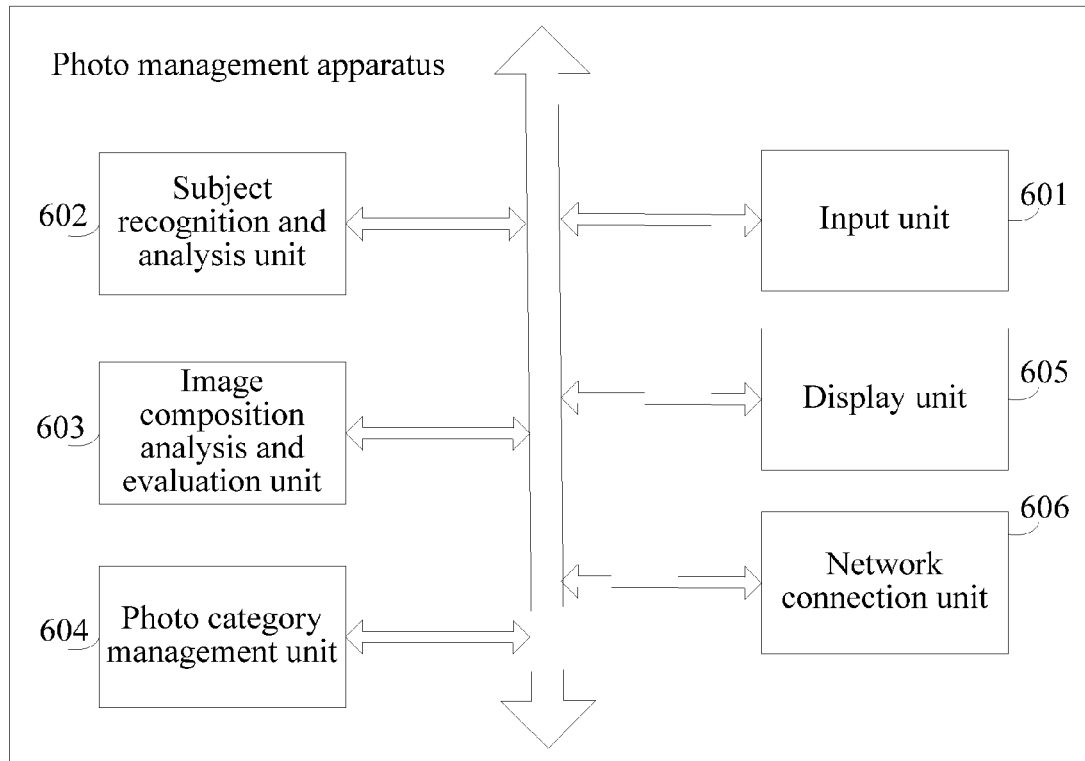 Photo management apparatus
602
Subject
recognition and
analysis unit
601
Input unit
603
Image
composition
analysis and
evaluation unit
605
Display unit
604
Photo category
management unit
606
Network
connection unit